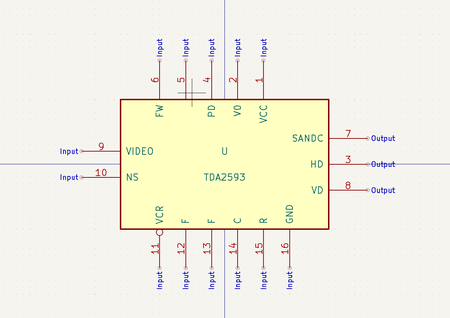 Input Input Input Input Input
6 5 4 2 1
FW PD VO VCC
SANDC 7 Output
Input 9 VIDEO U HD 3 Output
Input 10 NS TDA2593 VD 8 Output
VCR F F C R GND
11 12 13 14 15 16
Input Input Input Input Input Input